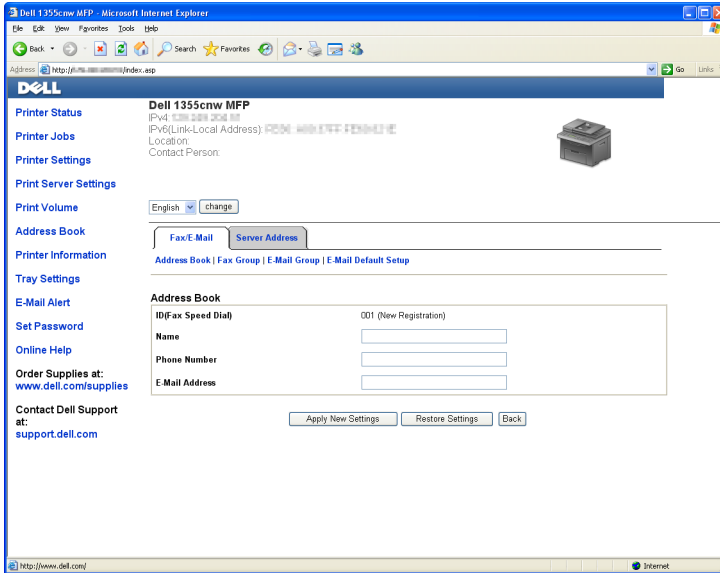 Dell 1355cnw MFP - Microsoft Internet Explorer
File Edit View Favorites Tools Help
Back Search Favorites
Address http:// /index.asp Go Links
DELL
Printer Status
Printer Jobs
Printer Settings
Print Server Settings
Print Volume
Address Book
Printer Information
Tray Settings
E-Mail Alert
Set Password
Online Help
Order Supplies at:
www.dell.com/supplies
Contact Dell Support
at:
support.dell.com
Dell 1355cnw MFP
IPv4:
IPv6(Link-Local Address):
Location:
Contact Person:
English change
Fax/E-Mail Server Address
Address Book | Fax Group | E-Mail Group | E-Mail Default Setup
Address Book
ID(Fax Speed Dial) 001 (New Registration)
Name
Phone Number
E-Mail Address
Apply New Settings Restore Settings Back
http://www.dell.com/ Internet